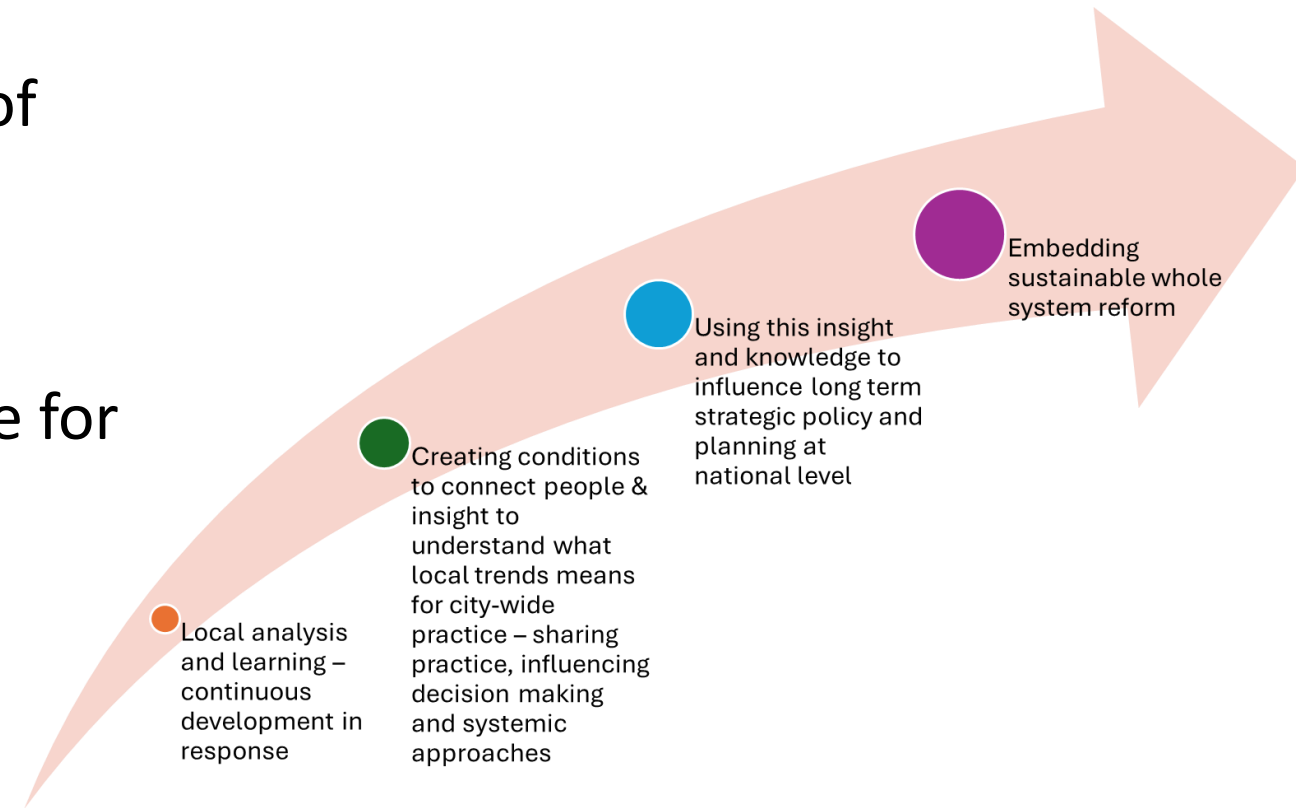 of
e for
Local analysis
and learning –
continuous
development in
response
Creating conditions
to connect people &
insight to
understand what
local trends means
for city-wide
practice – sharing
practice, influencing
decision making
and systemic
approaches
Using this insight
and knowledge to
influence long term
strategic policy and
planning at
national level
Embedding
sustainable whole
system reform